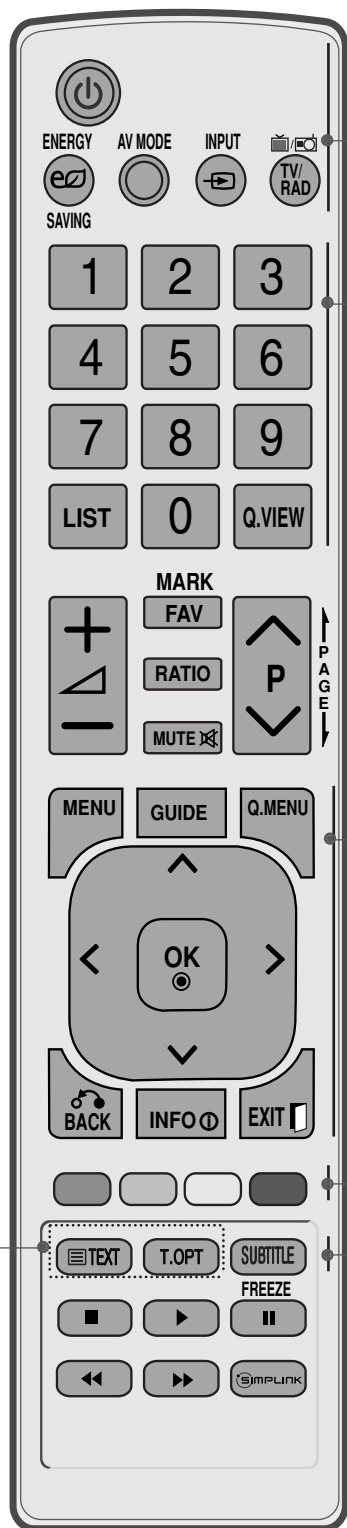 ENERGY AV MODE INPUT
TV/
RAD
SAVING
1 2 3
4 5 6
7 8 9
LIST 0 Q.VIEW
MARK
FAV
RATIO
MUTE
P
PAGE
MENU GUIDE Q.MENU
OK
BACK INFO EXIT
TEXT T.OPT SUBTITLE
FREEZE
SIMPLINK